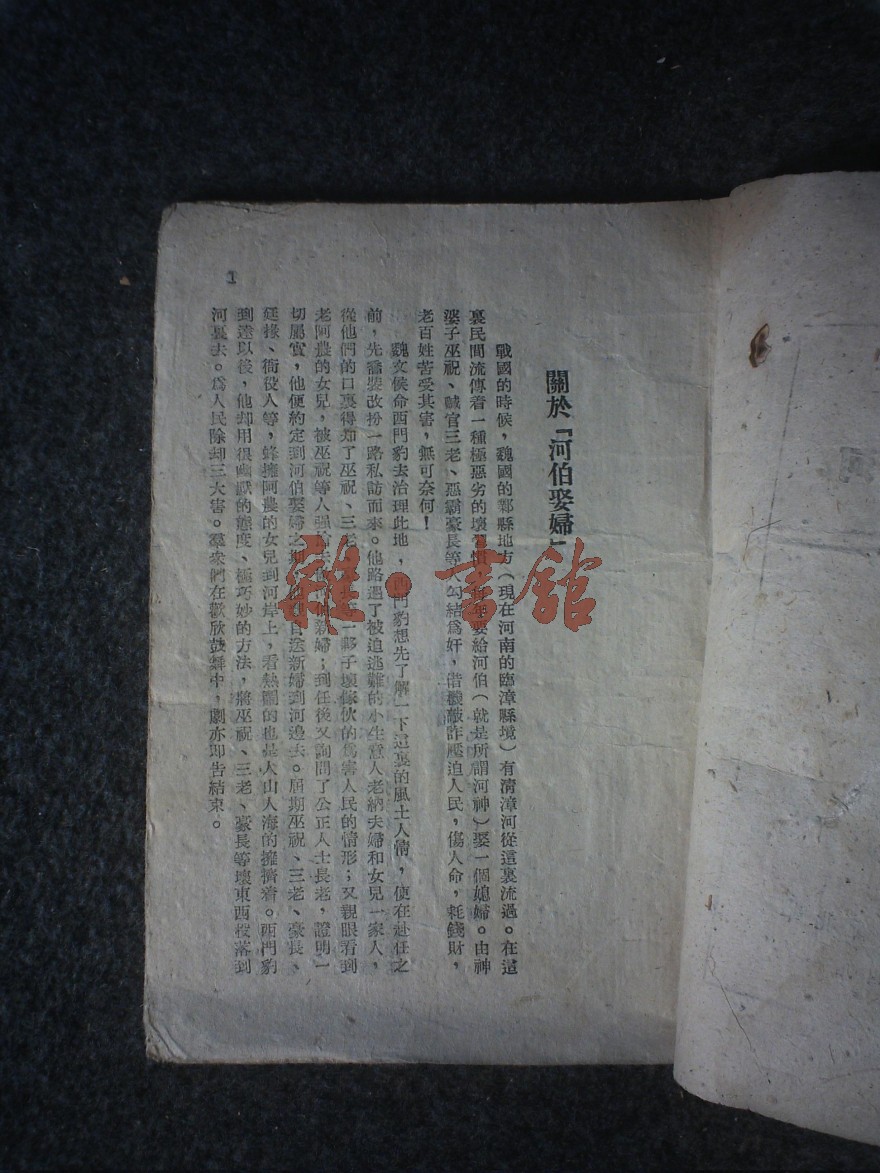 關於「河伯娶婦」
戰國的時候，魏國的鄴縣地方（現在河南的臨漳縣境）有清漳河從這裏流過。在這
裏民間流傳着一種極惡劣的壞習慣，每年要給河伯（就是所謂河神）娶一個媳婦。由神
婆子巫祝、贓官三老、惡霸豪長等人勾結爲奸，借機敲詐壓迫人民，傷人命，耗錢財，
老百姓苦受其害，無可奈何！
魏文侯命西門豹去治理此地，西門豹想先了解一下這裏的風土人情，便在赴任之
前，先喬裝改扮一路私訪而來。他路遇了被迫逃難的小生意人老納夫婦和女兒一家人，
從他們的口裏得知了巫祝、三老、豪長等一夥子壞傢伙的爲害人民的情形；又親眼看到
老阿農的女兒，被巫祝等人强 新婦；到任後又詢問了公正人士長老，證明一
切屬實，他便約定到河伯娶婦之期 自送新婦到河邊去。屆期巫祝、三老、豪長、
廷掾、衙役人等，蜂擁阿農的女兒到河岸上，看熱鬧的也是人山人海的擁擠着。西門豹
到達以後，他却用很幽默的態度、極巧妙的方法，將巫祝、三老、豪長等壞東西投落到
河裏去。爲人民除却三大害。羣衆們在歡欣鼓舞中，劇亦卽告結束。
1
雜·書館